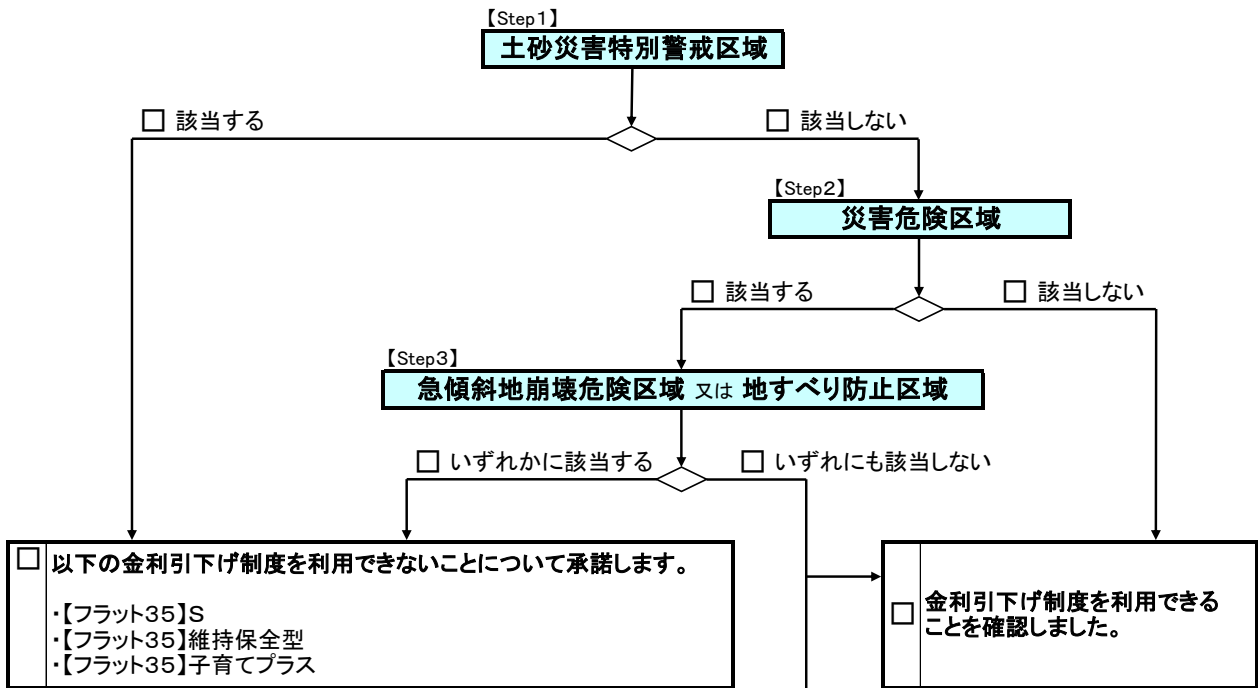 【Step1】
土砂災害特別警戒区域
□ 該当する
□ 該当しない
【Step2】
災害危険区域
□ 該当する
□ 該当しない
【Step3】
急傾斜地崩壊危険区域 又は 地すべり防止区域
□ いずれかに該当する
□ いずれにも該当しない
□ 以下の金利引下げ制度を利用できないことについて承諾します。
・【フラット35】S
・【フラット35】維持保全型
・【フラット35】子育てプラス
□ 金利引下げ制度を利用できる
ことを確認しました。